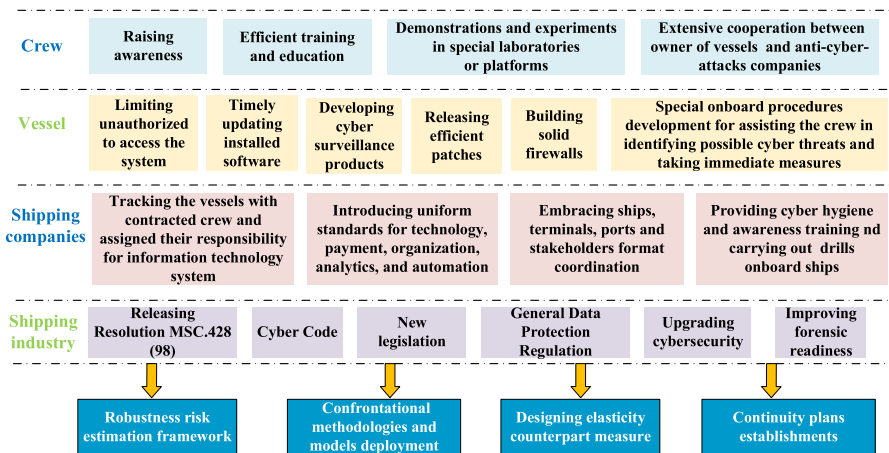 Crew
Raising
awareness
Efficient training
and education
Demonstrations and experiments
in special laboratories
or platforms
Extensive cooperation between
owner of vessels and anti-cyber-
attacks companies
Vessel
Limiting
unauthorized
to access the
system
Timely
updating
installed
software
Developing
cyber
surveillance
products
Releasing
efficient
patches
Building
solid
firewalls
Special onboard procedures
development for assisting the crew in
identifying possible cyber threats and
taking immediate measures
Shipping
companies
Tracking the vessels with
contracted crew and
assigned their responsibility
for information technology
system
Introducing uniform
standards for technology,
payment, organization,
analytics, and automation
Embracing ships,
terminals, ports and
stakeholders format
coordination
Providing cyber hygiene
and awareness training nd
carrying out drills
onboard ships
Shipping
industry
Releasing
Resolution MSC.428
(98)
Cyber Code
New
legislation
General Data
Protection
Regulation
Upgrading
cybersecurity
Improving
forensic
readiness
Robustness risk
estimation framework
Confrontational
methodologies and
models deployment
Designing elasticity
counterpart measure
Continuity plans
establishments